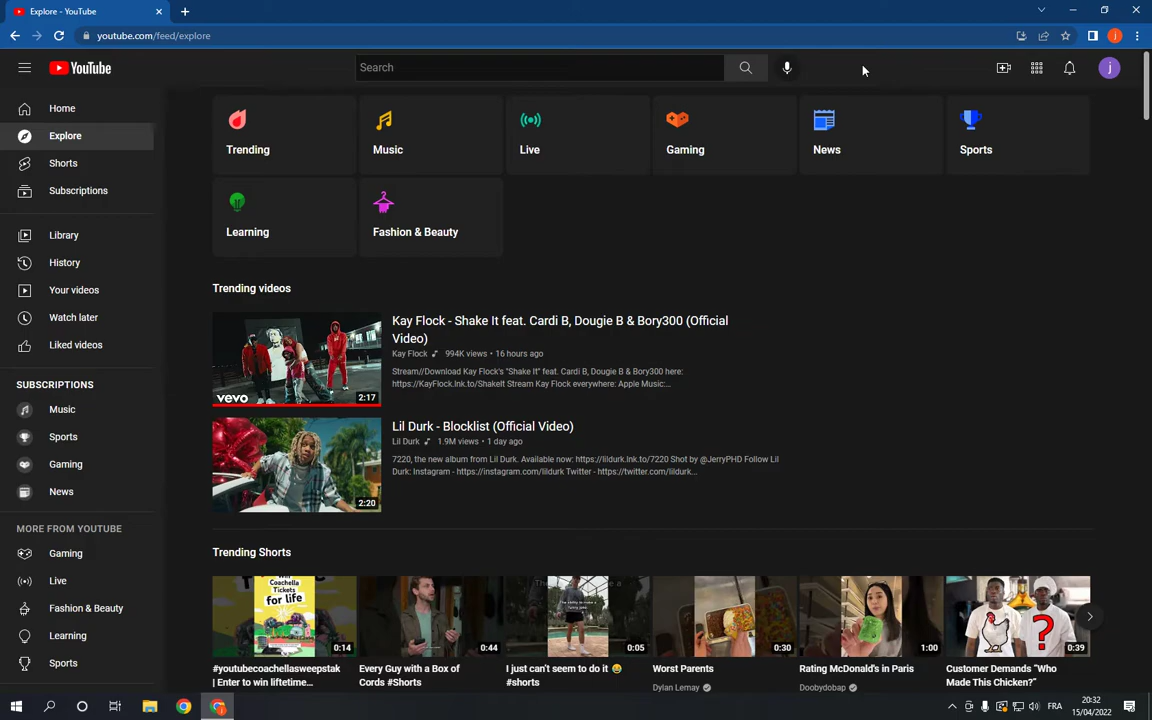 Explore - YouTube
youtube.com/feed/explore
j
YouTube
Search
j
Home
Explore
Shorts
Subscriptions
Library
History
Your videos
Watch later
Liked videos
SUBSCRIPTIONS
Music
Sports
Gaming
News
MORE FROM YOUTUBE
Gaming
Live
Fashion & Beauty
Learning
Sports
Trending
Music
Live
Gaming
News
Sports
Learning
Fashion & Beauty
Trending videos
vevo
2:17
Kay Flock - Shake It feat. Cardi B, Dougie B & Bory300 (Official
Video)
Kay Flock 994K views • 16 hours ago
Stream//Download Kay Flock's "Shake It" feat. Cardi B, Dougie B & Bory300 here:
https://KayFlock.lnk.to/ShakeIt Stream Kay Flock everywhere: Apple Music:...
2:20
Lil Durk - Blocklist (Official Video)
Lil Durk 1.9M views • 1 day ago
7220, the new album from Lil Durk. Available now: https://lildurk.lnk.to/7220 Shot by @JerryPHD Follow Lil
Durk: Instagram - https://instagram.com/lildurk Twitter - https://twitter.com/lildurk...
Trending Shorts
Coachella
Tickets
for life
0:14
#youtubecoachellasweepstak
| Enter to win liftetime...
0:44
Every Guy with a Box of
Cords #Shorts
0:05
I just can't seem to do it 😅
#shorts
0:30
Worst Parents
Dylan Lemay
1:00
Rating McDonald's in Paris
Doobydobap
?
0:39
Customer Demands "Who
Made This Chicken?"
FRA
20:32
15/04/2022